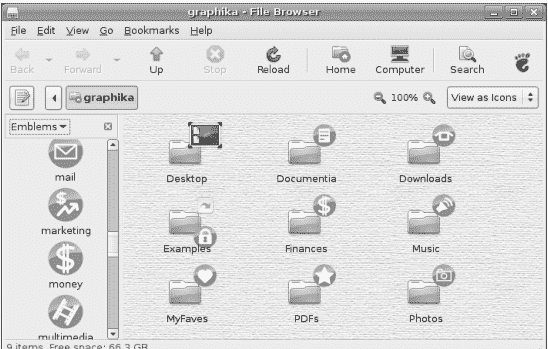 graphika - File Browser
File Edit View Go Bookmarks Help
Back Forward Up Stop Reload Home Computer Search
graphika 100% View as Icons
Emblems
mail
marketing
money
multimedia
Desktop Documentia Downloads
Examples Finances Music
MyFaves PDFs Photos
9 items, Free space: 66.3 GB